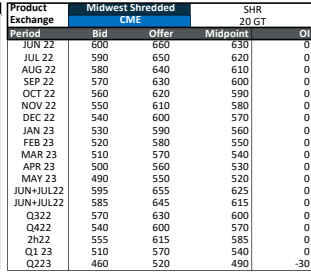 Product Midwest Shredded SHR
Exchange CME 20 GT
Period Bid Offer Midpoint OI
JUN 22 600 660 630 0
JUL 22 590 650 620 0
AUG 22 580 640 610 0
SEP 22 570 630 600 0
OCT 22 560 620 590 0
NOV 22 550 610 580 0
DEC 22 540 600 570 0
JAN 23 530 590 560 0
FEB 23 520 580 550 0
MAR 23 510 570 540 0
APR 23 500 560 530 0
MAY 23 490 550 520 0
JUN+JUL22 595 655 625 0
JUN+JUL22 585 645 615 0
Q322 570 630 600 0
Q422 540 600 570 0
2h22 555 615 585 0
Q1 23 510 570 540 0
Q223 460 520 490 -30